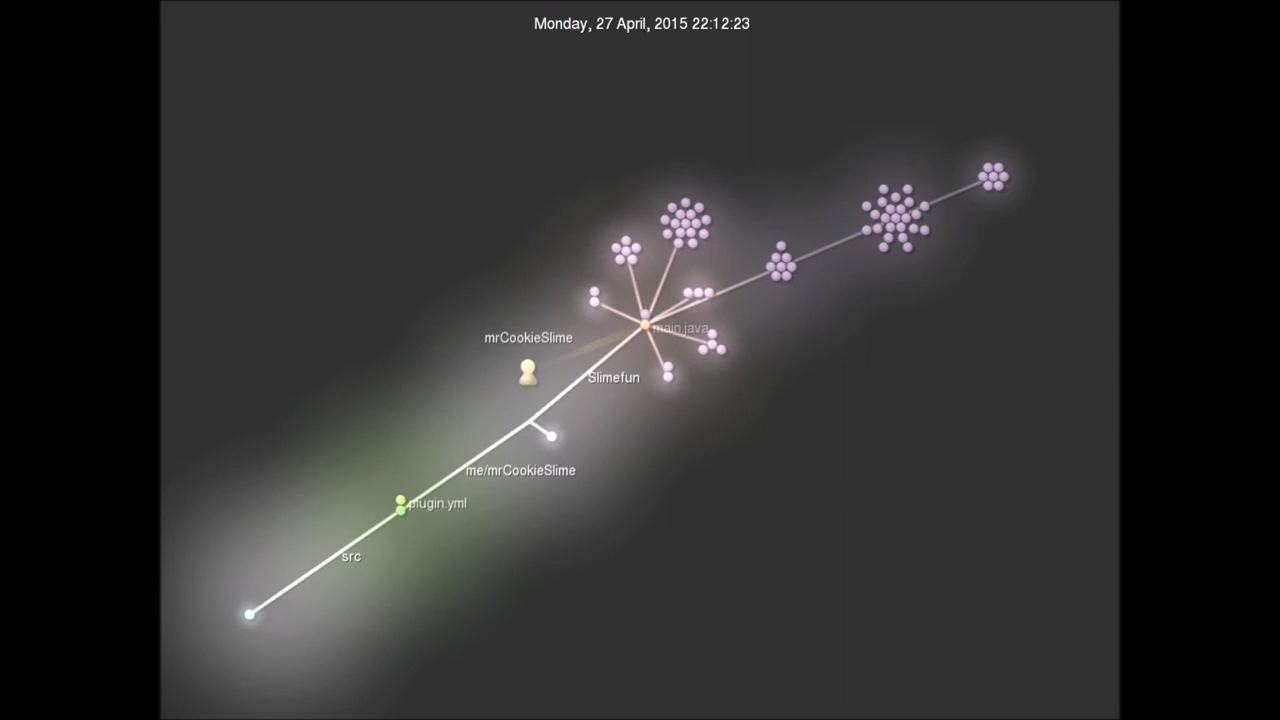 Monday, 27 April, 2015 22:12:23
main.java
mrCookieSlime
Slimefun
me/mrCookieSlime
plugin.yml
src